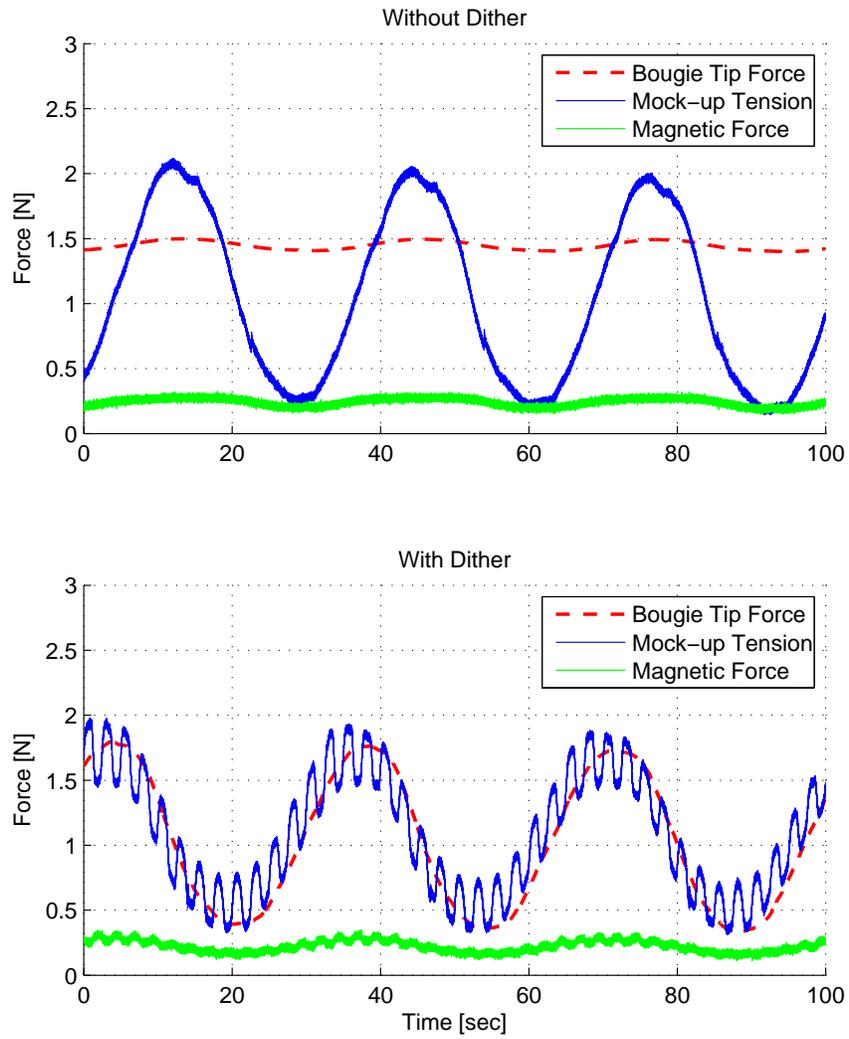 Without Dither
3
2.5
2
1.5
1
0.5
0
Force [N]
Bougie Tip Force
Mock−up Tension
Magnetic Force
0 20 40 60 80 100
With Dither
3
2.5
2
1.5
1
0.5
0
Force [N]
Bougie Tip Force
Mock−up Tension
Magnetic Force
0 20 40 60 80 100
Time [sec]